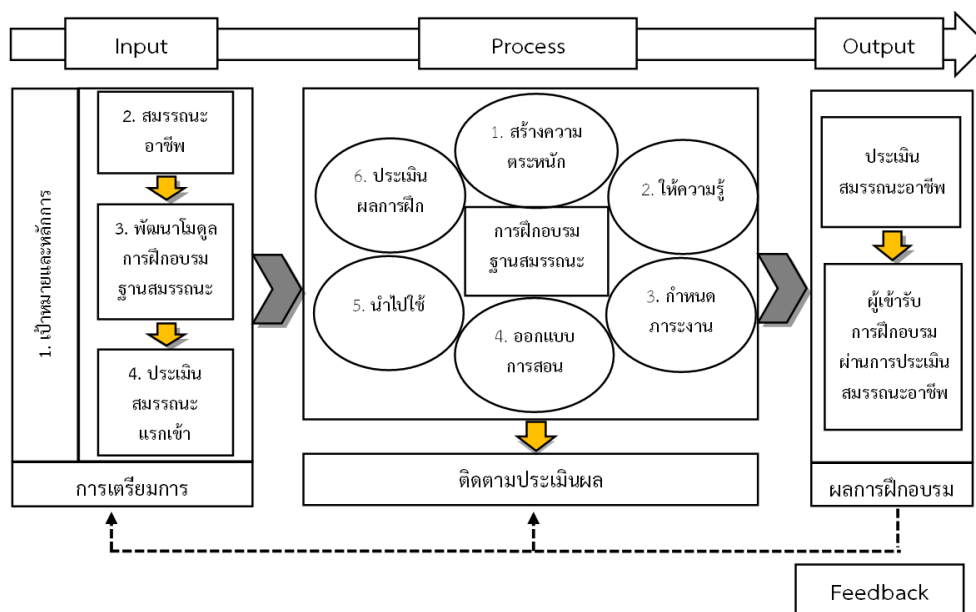 Input
Process
Output
1. เป้าหมายและหลักการ
2. สมรรถนะ
อาชีพ
3. พัฒนาโมดูล
การฝึกอบรม
ฐานสมรรถนะ
4. ประเมิน
สมรรถนะ
แรกเข้า
การเตรียมการ
1. สร้างความ
ตระหนัก
2. ให้ความรู้
3. กำหนด
ภาระงาน
4. ออกแบบ
การสอน
5. นำไปใช้
6. ประเมิน
ผลการฝึก
การฝึกอบรม
ฐานสมรรถนะ
ติดตามประเมินผล
ประเมิน
สมรรถนะอาชีพ
ผู้เข้ารับ
การฝึกอบรม
ผ่านการประเมิน
สมรรถนะอาชีพ
ผลการฝึกอบรม
Feedback